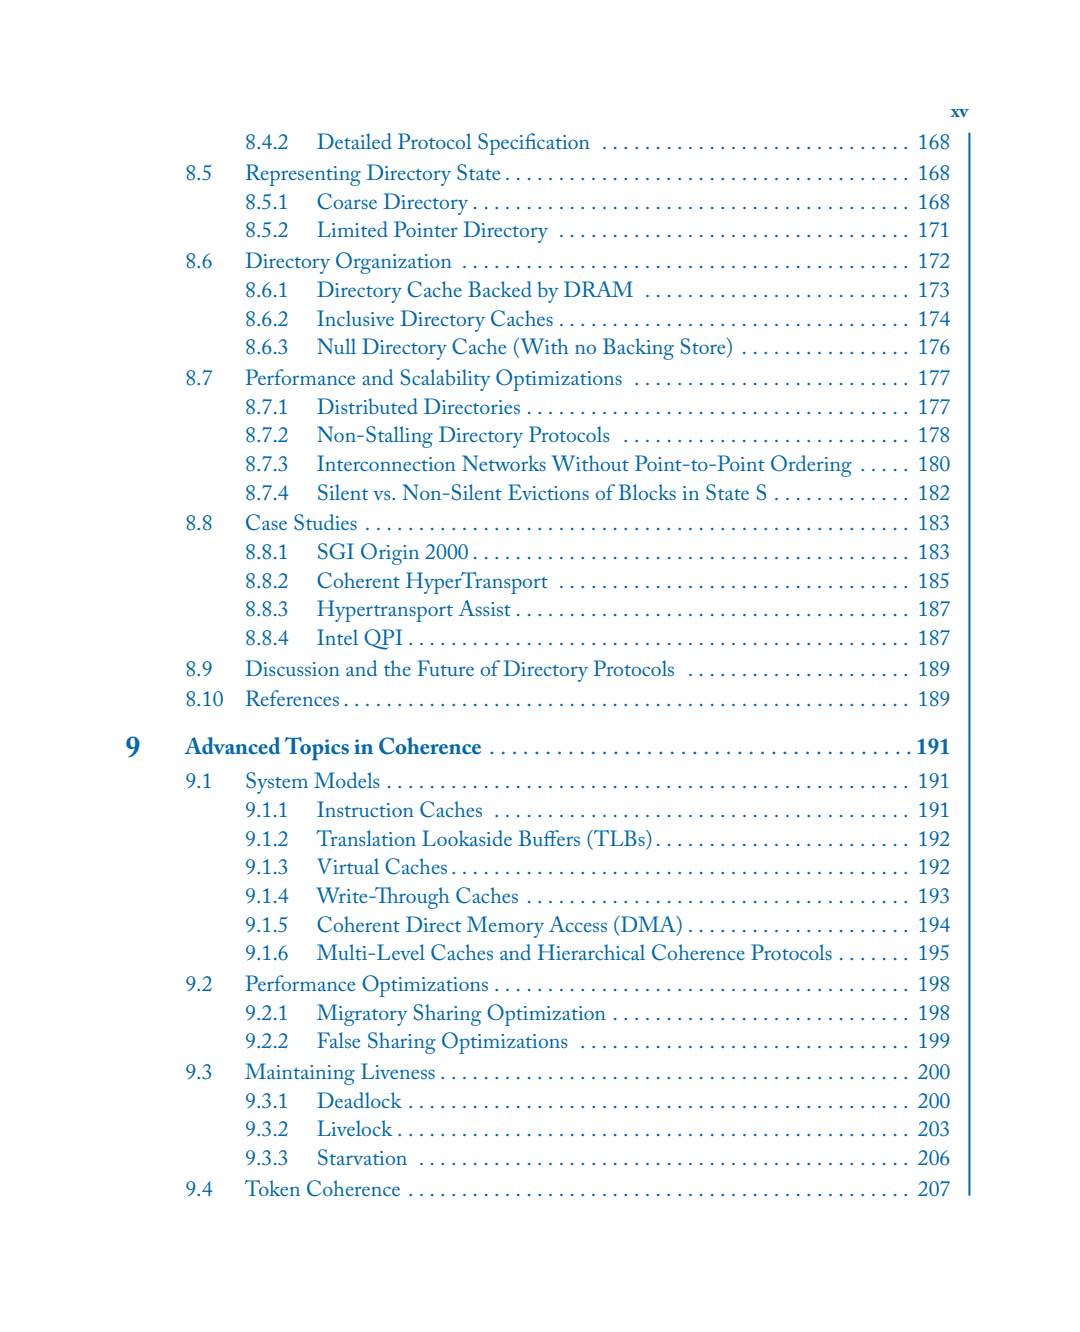 xv
8.4.2 Detailed Protocol Specification . . . . . . . . . . . . . . . . . . . . . . . . . . . . . 168
8.5 Representing Directory State . . . . . . . . . . . . . . . . . . . . . . . . . . . . . . . . . . . . . . 168
8.5.1 Coarse Directory . . . . . . . . . . . . . . . . . . . . . . . . . . . . . . . . . . . . . . . . . 168
8.5.2 Limited Pointer Directory . . . . . . . . . . . . . . . . . . . . . . . . . . . . . . . . . 171
8.6 Directory Organization . . . . . . . . . . . . . . . . . . . . . . . . . . . . . . . . . . . . . . . . . . 172
8.6.1 Directory Cache Backed by DRAM . . . . . . . . . . . . . . . . . . . . . . . . . 173
8.6.2 Inclusive Directory Caches . . . . . . . . . . . . . . . . . . . . . . . . . . . . . . . . . 174
8.6.3 Null Directory Cache (With no Backing Store) . . . . . . . . . . . . . . . . 176
8.7 Performance and Scalability Optimizations . . . . . . . . . . . . . . . . . . . . . . . . . . 177
8.7.1 Distributed Directories . . . . . . . . . . . . . . . . . . . . . . . . . . . . . . . . . . . . 177
8.7.2 Non-Stalling Directory Protocols . . . . . . . . . . . . . . . . . . . . . . . . . . . 178
8.7.3 Interconnection Networks Without Point-to-Point Ordering . . . . . 180
8.7.4 Silent vs. Non-Silent Evictions of Blocks in State S . . . . . . . . . . . . . 182
8.8 Case Studies . . . . . . . . . . . . . . . . . . . . . . . . . . . . . . . . . . . . . . . . . . . . . . . . . . . 183
8.8.1 SGI Origin 2000 . . . . . . . . . . . . . . . . . . . . . . . . . . . . . . . . . . . . . . . . . 183
8.8.2 Coherent HyperTransport . . . . . . . . . . . . . . . . . . . . . . . . . . . . . . . . . 185
8.8.3 Hypertransport Assist . . . . . . . . . . . . . . . . . . . . . . . . . . . . . . . . . . . . . 187
8.8.4 Intel QPI . . . . . . . . . . . . . . . . . . . . . . . . . . . . . . . . . . . . . . . . . . . . . . . 187
8.9 Discussion and the Future of Directory Protocols . . . . . . . . . . . . . . . . . . . . . 189
8.10 References . . . . . . . . . . . . . . . . . . . . . . . . . . . . . . . . . . . . . . . . . . . . . . . . . . . . . 189
9 Advanced Topics in Coherence . . . . . . . . . . . . . . . . . . . . . . . . . . . . . . . . . . . . . . 191
9.1 System Models . . . . . . . . . . . . . . . . . . . . . . . . . . . . . . . . . . . . . . . . . . . . . . . . . 191
9.1.1 Instruction Caches . . . . . . . . . . . . . . . . . . . . . . . . . . . . . . . . . . . . . . . 191
9.1.2 Translation Lookaside Buffers (TLBs) . . . . . . . . . . . . . . . . . . . . . . . . 192
9.1.3 Virtual Caches . . . . . . . . . . . . . . . . . . . . . . . . . . . . . . . . . . . . . . . . . . . 192
9.1.4 Write-Through Caches . . . . . . . . . . . . . . . . . . . . . . . . . . . . . . . . . . . . 193
9.1.5 Coherent Direct Memory Access (DMA) . . . . . . . . . . . . . . . . . . . . . 194
9.1.6 Multi-Level Caches and Hierarchical Coherence Protocols . . . . . . . 195
9.2 Performance Optimizations . . . . . . . . . . . . . . . . . . . . . . . . . . . . . . . . . . . . . . . 198
9.2.1 Migratory Sharing Optimization . . . . . . . . . . . . . . . . . . . . . . . . . . . . 198
9.2.2 False Sharing Optimizations . . . . . . . . . . . . . . . . . . . . . . . . . . . . . . . 199
9.3 Maintaining Liveness . . . . . . . . . . . . . . . . . . . . . . . . . . . . . . . . . . . . . . . . . . . . 200
9.3.1 Deadlock . . . . . . . . . . . . . . . . . . . . . . . . . . . . . . . . . . . . . . . . . . . . . . . 200
9.3.2 Livelock . . . . . . . . . . . . . . . . . . . . . . . . . . . . . . . . . . . . . . . . . . . . . . . . 203
9.3.3 Starvation . . . . . . . . . . . . . . . . . . . . . . . . . . . . . . . . . . . . . . . . . . . . . . 206
9.4 Token Coherence . . . . . . . . . . . . . . . . . . . . . . . . . . . . . . . . . . . . . . . . . . . . . . . 207